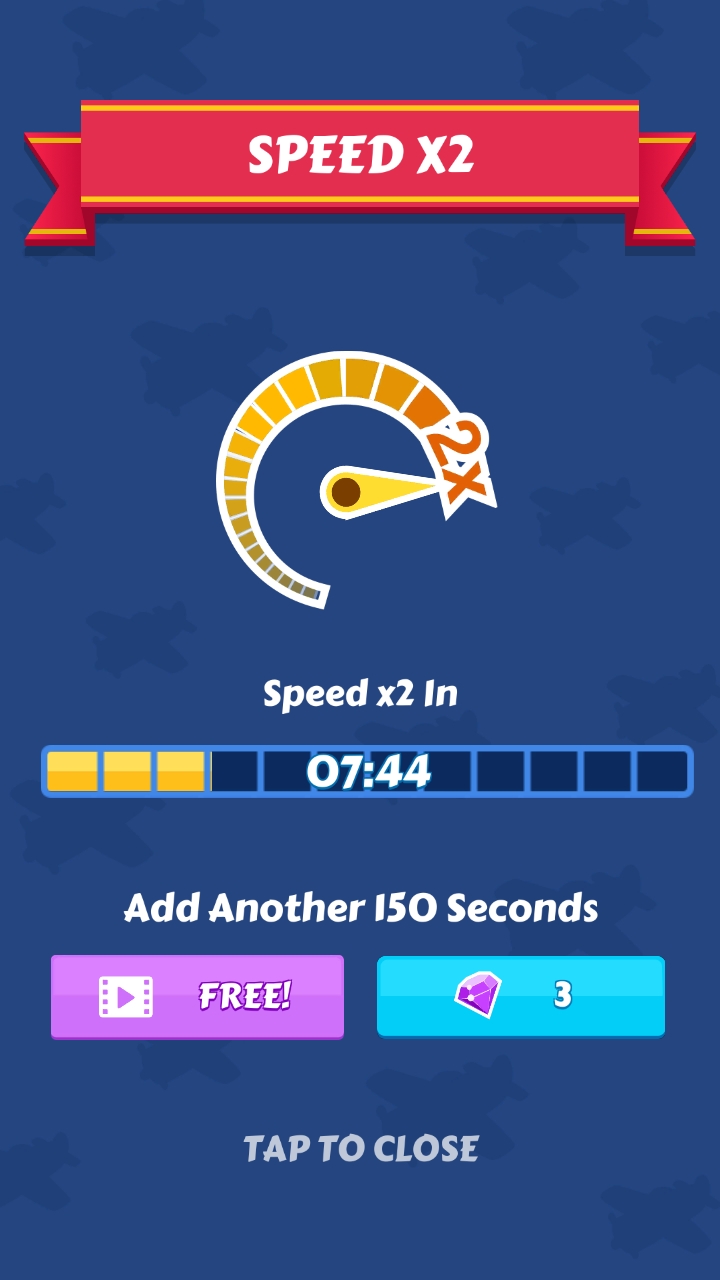 SPEED X2
2x
Speed x2 In
07:44
Add Another 150 Seconds
FREE!
3
TAP TO CLOSE